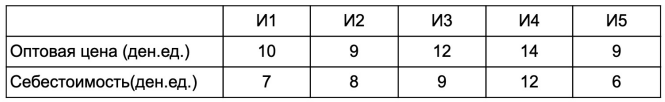 И1 И2 И3 И4 И5
Оптовая цена (ден.ед.) 10 9 12 14 9
Себестоимость(ден.ед.) 7 8 9 12 6